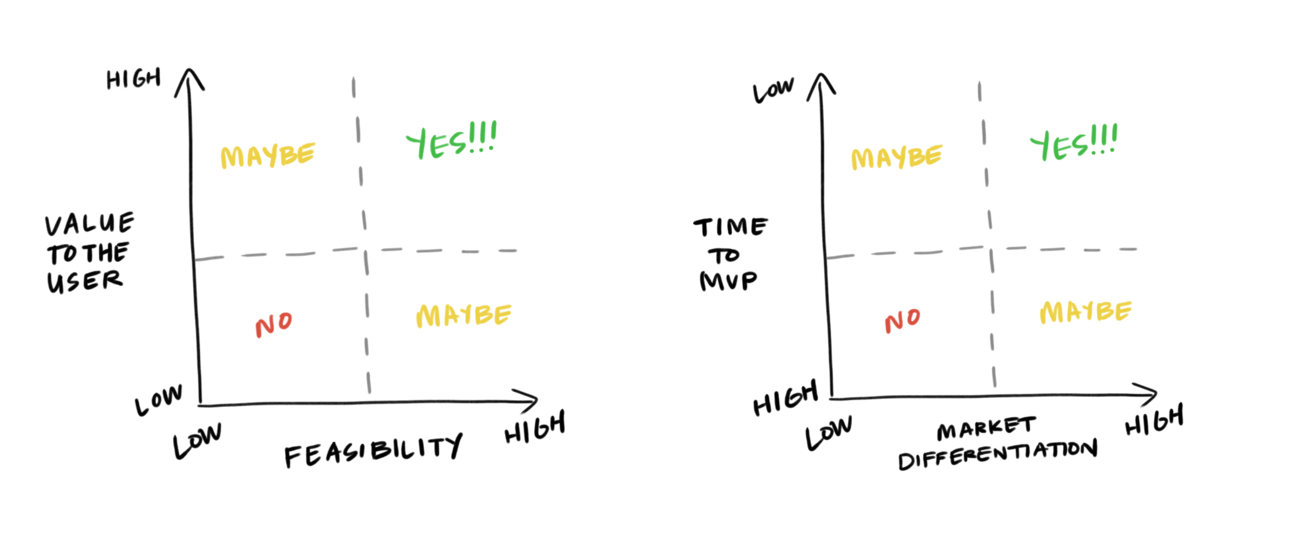 HIGH
MAYBE
YES!!!
VALUE
TO THE
USER
NO
MAYBE
LOW
LOW
FEASIBILITY
HIGH
LOW
MAYBE
YES!!!
TIME
TO
MVP
NO
MAYBE
HIGH
LOW
MARKET
DIFFERENTIATION
HIGH